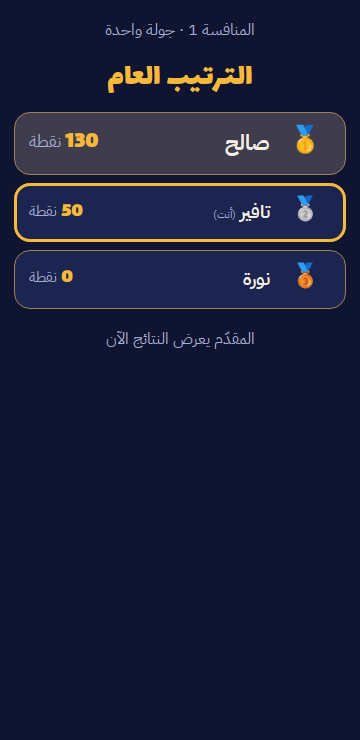 المنافسة 1 · جولة واحدة
الترتيب العام
🥇 صالح 130 نقطة
🥈 تافير (أنت) 50 نقطة
🥉 نورة 0 نقطة
المقدّم يعرض النتائج الآن